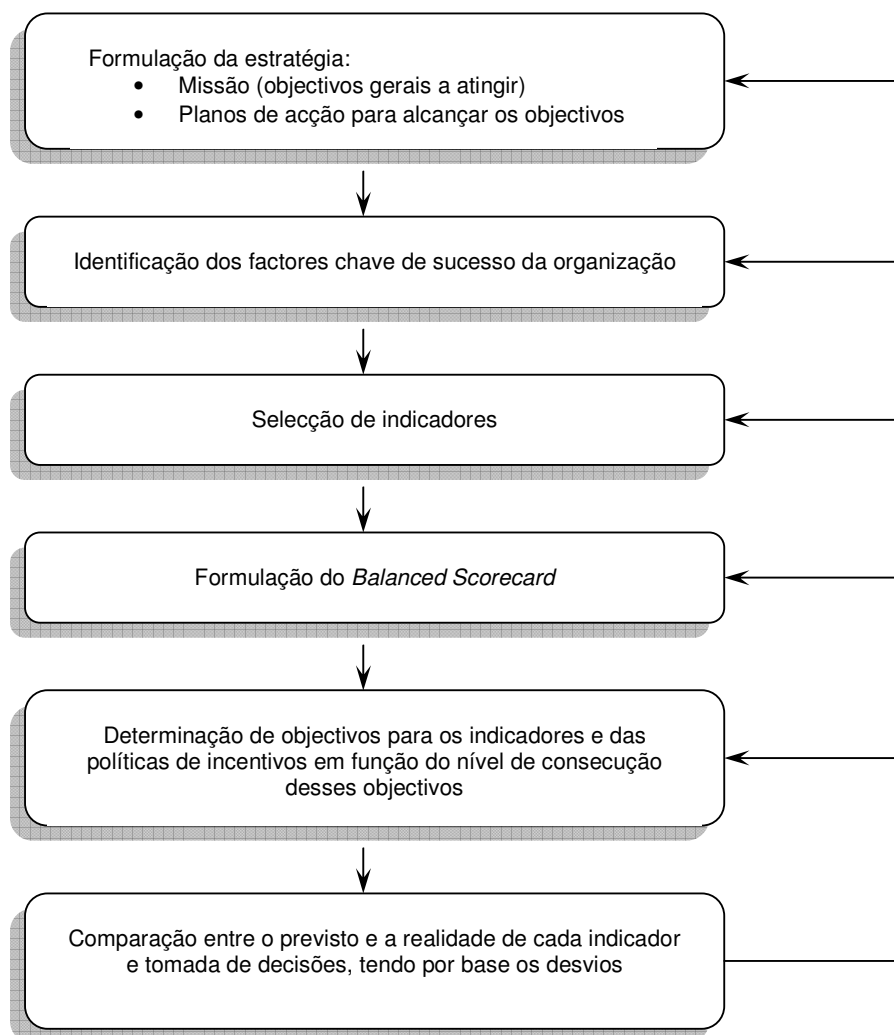 Formulação da estratégia:
• Missão (objectivos gerais a atingir)
• Planos de acção para alcançar os objectivos
Identificação dos factores chave de sucesso da organização
Selecção de indicadores
Formulação do Balanced Scorecard
Determinação de objectivos para os indicadores e das
políticas de incentivos em função do nível de consecução
desses objectivos
Comparação entre o previsto e a realidade de cada indicador
e tomada de decisões, tendo por base os desvios